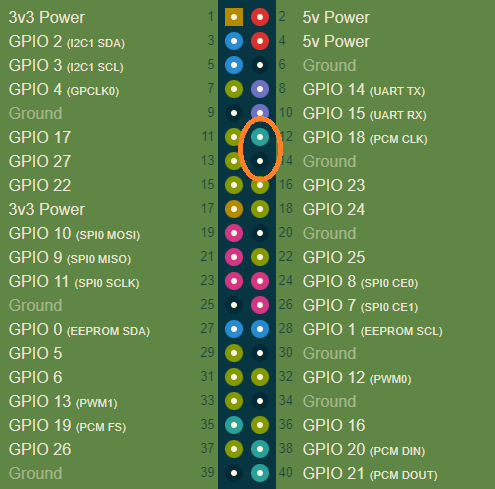 3v3 Power 1 2 5v Power
GPIO 2 (I2C1 SDA) 3 4 5v Power
GPIO 3 (I2C1 SCL) 5 6 Ground
GPIO 4 (GPCLK0) 7 8 GPIO 14 (UART TX)
Ground 9 10 GPIO 15 (UART RX)
GPIO 17 11 12 GPIO 18 (PCM CLK)
GPIO 27 13 14 Ground
GPIO 22 15 16 GPIO 23
3v3 Power 17 18 GPIO 24
GPIO 10 (SPI0 MOSI) 19 20 Ground
GPIO 9 (SPI0 MISO) 21 22 GPIO 25
GPIO 11 (SPI0 SCLK) 23 24 GPIO 8 (SPI0 CE0)
Ground 25 26 GPIO 7 (SPI0 CE1)
GPIO 0 (EEPROM SDA) 27 28 GPIO 1 (EEPROM SCL)
GPIO 5 29 30 Ground
GPIO 6 31 32 GPIO 12 (PWM0)
GPIO 13 (PWM1) 33 34 Ground
GPIO 19 (PCM FS) 35 36 GPIO 16
GPIO 26 37 38 GPIO 20 (PCM DIN)
Ground 39 40 GPIO 21 (PCM DOUT)